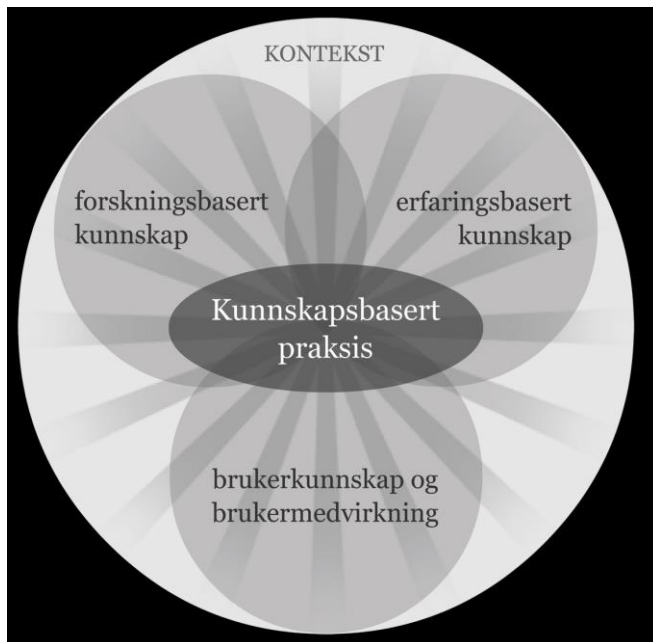 KONTEKST
forskningsbasert
kunnskap
erfaringsbasert
kunnskap
Kunnskapsbasert
praksis
brukerkunnskap og
brukermedvirkning